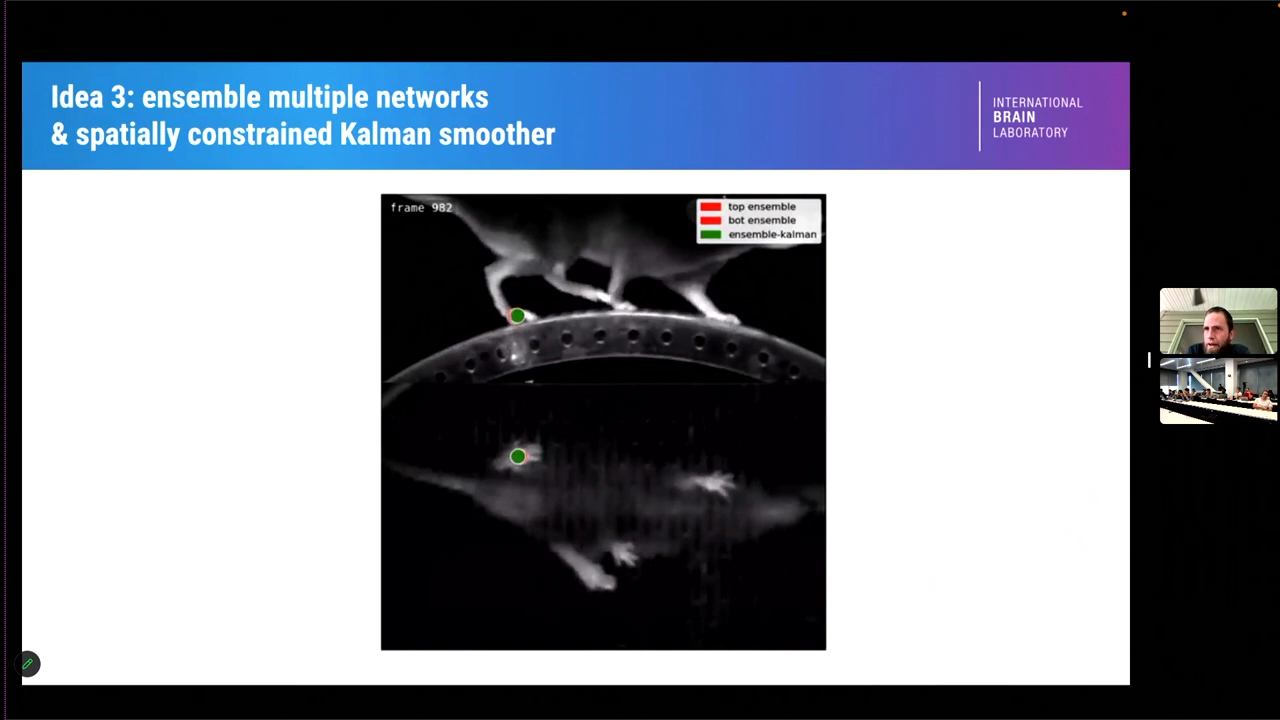 Idea 3: ensemble multiple networks
& spatially constrained Kalman smoother
INTERNATIONAL
BRAIN
LABORATORY
frame 982
top ensemble
bot ensemble
ensemble-kalman